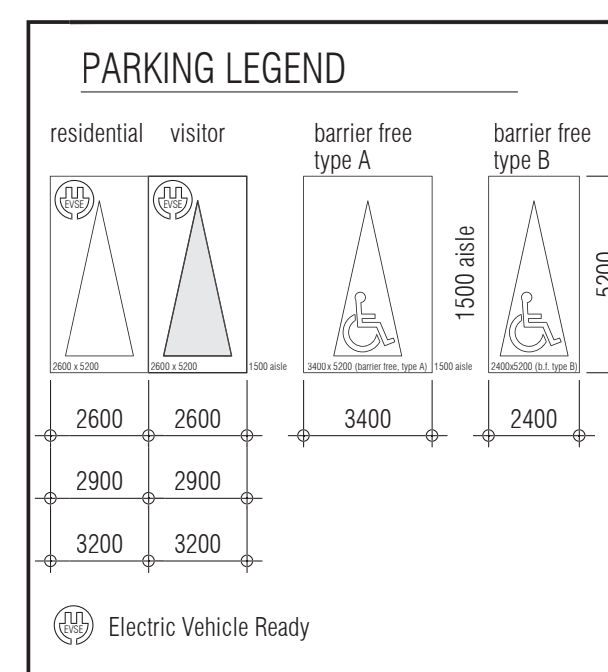 PARKING LEGEND
residential visitor barrier free type A barrier free type B
EVSE EVSE
1500 aisle
5200
2600 x 5200 2600 x 5200 1500 aisle 3400 x 5200 (barrier free, type A) 1500 aisle 2400x5200 (b.f. type B)
2600 2600 3400 2400
2900 2900
3200 3200
EVSE Electric Vehicle Ready